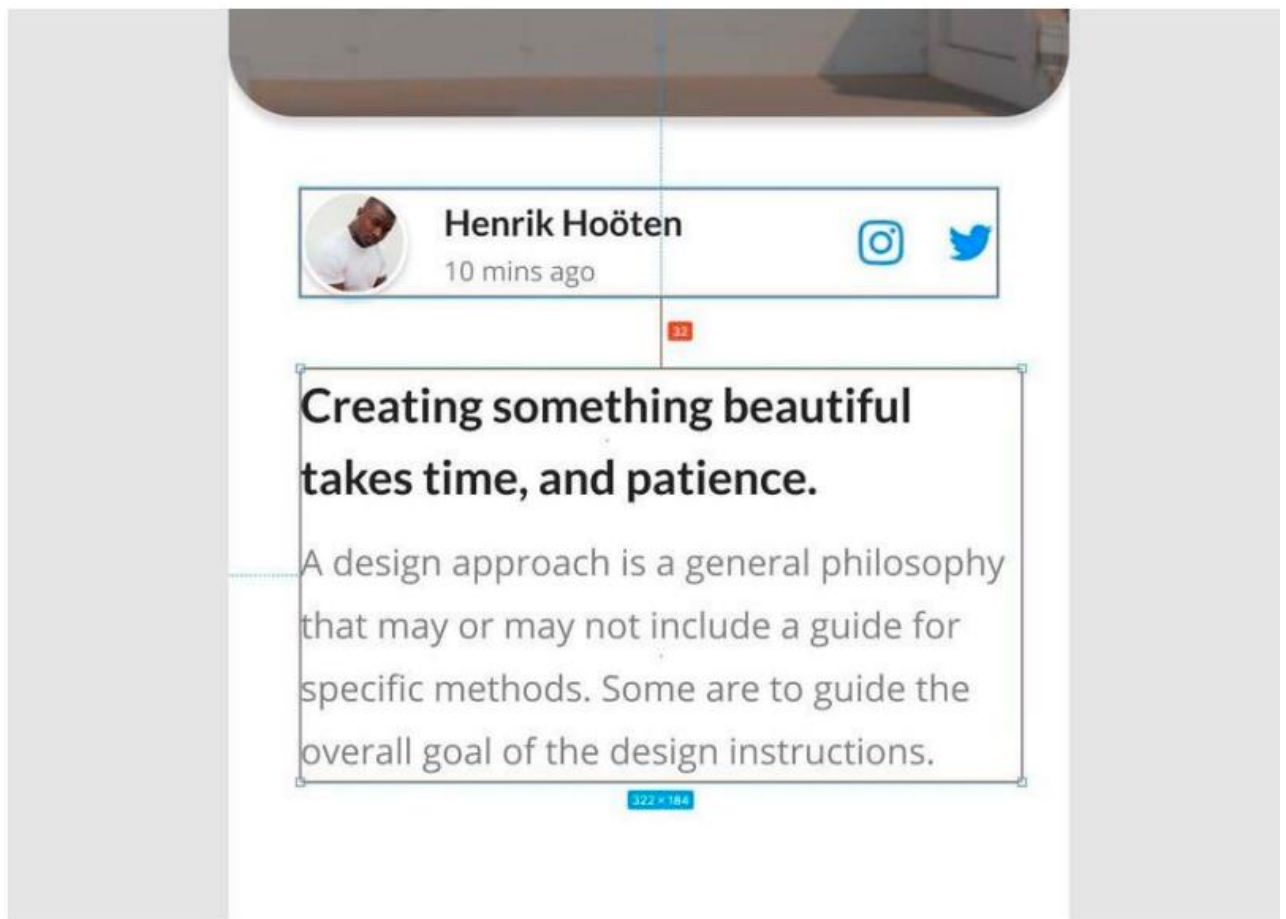 Henrik Hoöten
10 mins ago
32
Creating something beautiful
takes time, and patience.
A design approach is a general philosophy
that may or may not include a guide for
specific methods. Some are to guide the
overall goal of the design instructions.
322 × 184